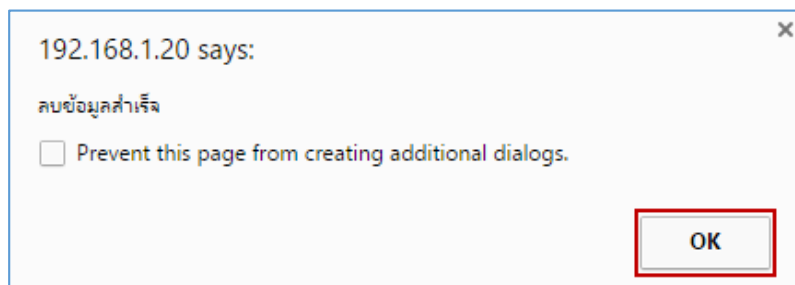 192.168.1.20 says:
ลบข้อมูลสำเร็จ
Prevent this page from creating additional dialogs.
OK